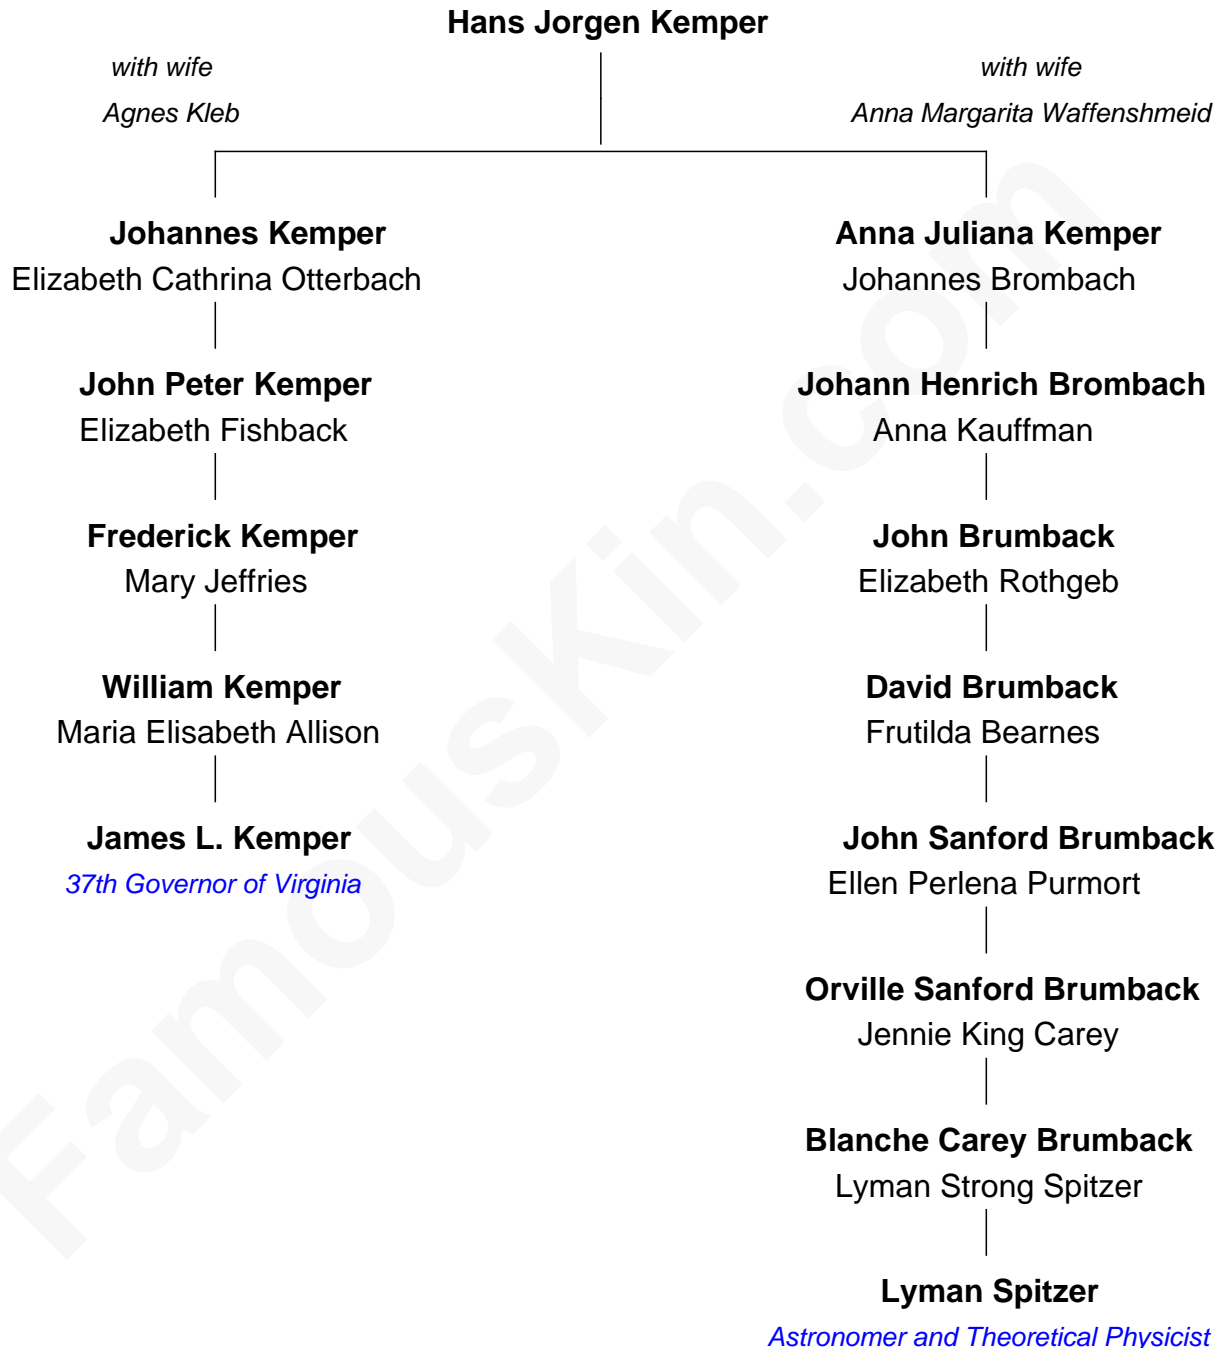 Hans Jorgen Kemper
with wife
Agnes Kleb
with wife
Anna Margarita Waffenshmeid
Johannes Kemper
Elizabeth Cathrina Otterbach
John Peter Kemper
Elizabeth Fishback
Frederick Kemper
Mary Jeffries
William Kemper
Maria Elisabeth Allison
James L. Kemper
37th Governor of Virginia
Anna Juliana Kemper
Johannes Brombach
Johann Henrich Brombach
Anna Kauffman
John Brumback
Elizabeth Rothgeb
David Brumback
Frutilda Bearnes
John Sanford Brumback
Ellen Perlena Purmort
Orville Sanford Brumback
Jennie King Carey
Blanche Carey Brumback
Lyman Strong Spitzer
Lyman Spitzer
Astronomer and Theoretical Physicist
FamousKin.com